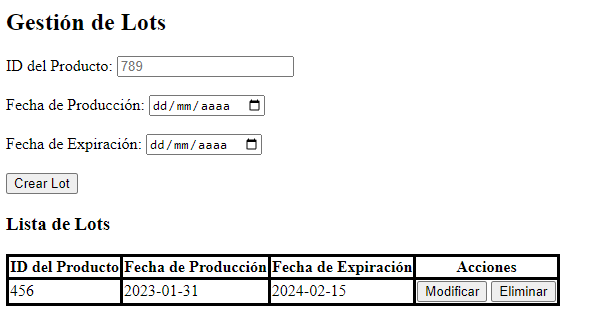 Gestión de Lots
ID del Producto: 789
Fecha de Producción: dd/mm/aaaa
Fecha de Expiración: dd/mm/aaaa
Crear Lot
Lista de Lots
ID del Producto Fecha de Producción Fecha de Expiración Acciones
456 2023-01-31 2024-02-15 Modificar Eliminar